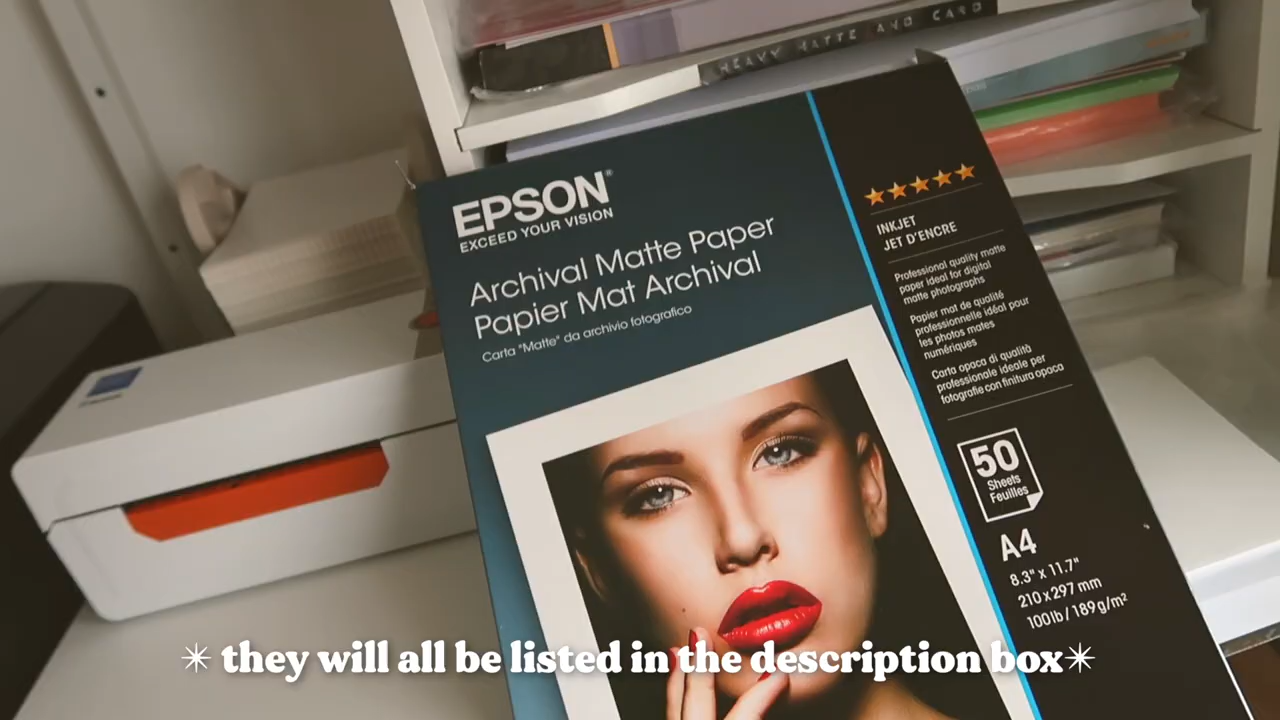 HEAVY MATTE AND CARD
EPSON®
EXCEED YOUR VISION
Archival Matte Paper
Papier Mat Archival
Carta "Matte" da archivio fotografico
INKJET
JET D'ENCRE
Professional quality matte
paper ideal for digital
matte photographs
Papier mat de qualité
professionnelle idéal pour
les photos mates
numériques
Carta opaca di qualità
professionale ideale per
fotografie con finitura opaca
50
Sheets
Feuilles
A4
8.3" x 11.7"
210 x 297 mm
100lb / 189 g/m²
✴ they will all be listed in the description box✴